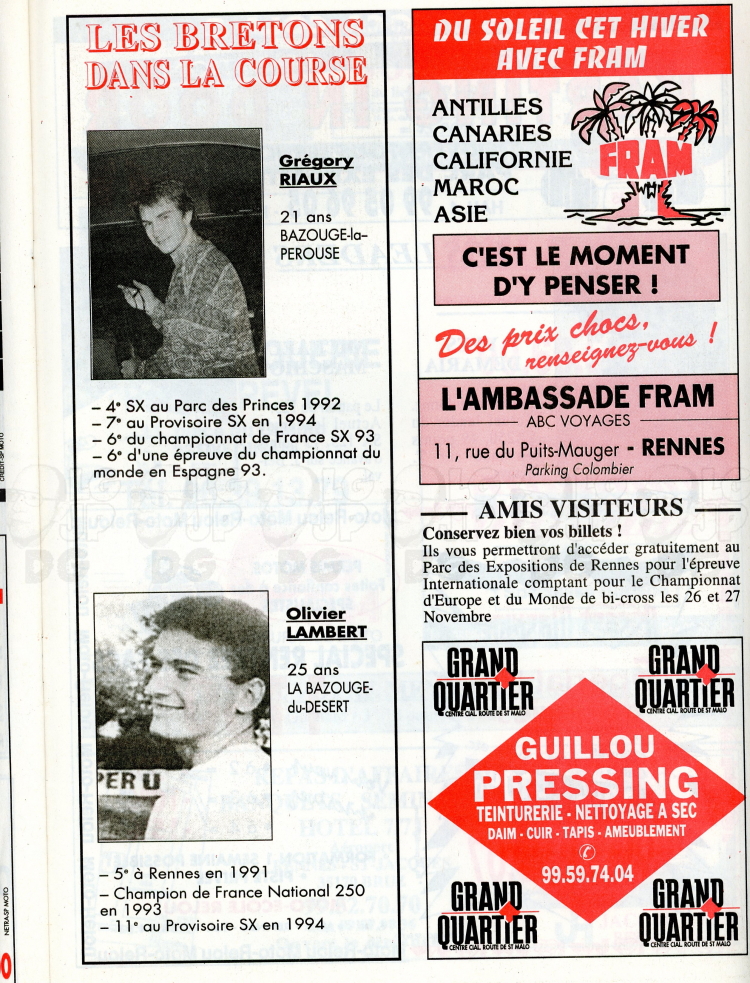 LES BRETONS
DANS LA COURSE
Grégory
RIAUX
21 ans
BAZOUGE-la-
PEROUSE
– 4e SX au Parc des Princes 1992
– 7e au Provisoire SX en 1994
– 6e du championnat de France SX 93
– 6e d'une épreuve du championnat du
monde en Espagne 93.
Olivier
LAMBERT
25 ans
LA BAZOUGE-
du-DESERT
PER U
– 5e à Rennes en 1991
– Champion de France National 250
en 1993
– 11e au Provisoire SX en 1994
DU SOLEIL CET HIVER
AVEC FRAM
ANTILLES
CANARIES
CALIFORNIE
MAROC
ASIE
FRAM
C'EST LE MOMENT
D'Y PENSER !
Des prix chocs,
renseignez-vous !
L'AMBASSADE FRAM
ABC VOYAGES
11, rue du Puits-Mauger - RENNES
Parking Colombier
AMIS VISITEURS
Conservez bien vos billets !
Ils vous permettront d'accéder gratuitement au
Parc des Expositions de Rennes pour l'épreuve
Internationale comptant pour le Championnat
d'Europe et du Monde de bi-cross les 26 et 27
Novembre
GRAND
QUARTIER
CENTRE CIAL. ROUTE DE ST MALO
GRAND
QUARTIER
CENTRE CIAL. ROUTE DE ST MALO
GUILLOU
PRESSING
TEINTURERIE - NETTOYAGE A SEC
DAIM - CUIR - TAPIS - AMEUBLEMENT
99.59.74.04
GRAND
QUARTIER
CENTRE CIAL. ROUTE DE ST MALO
GRAND
QUARTIER
CENTRE CIAL. ROUTE DE ST MALO
CREDIT-SP MOTO
NETRA-SP MOTO